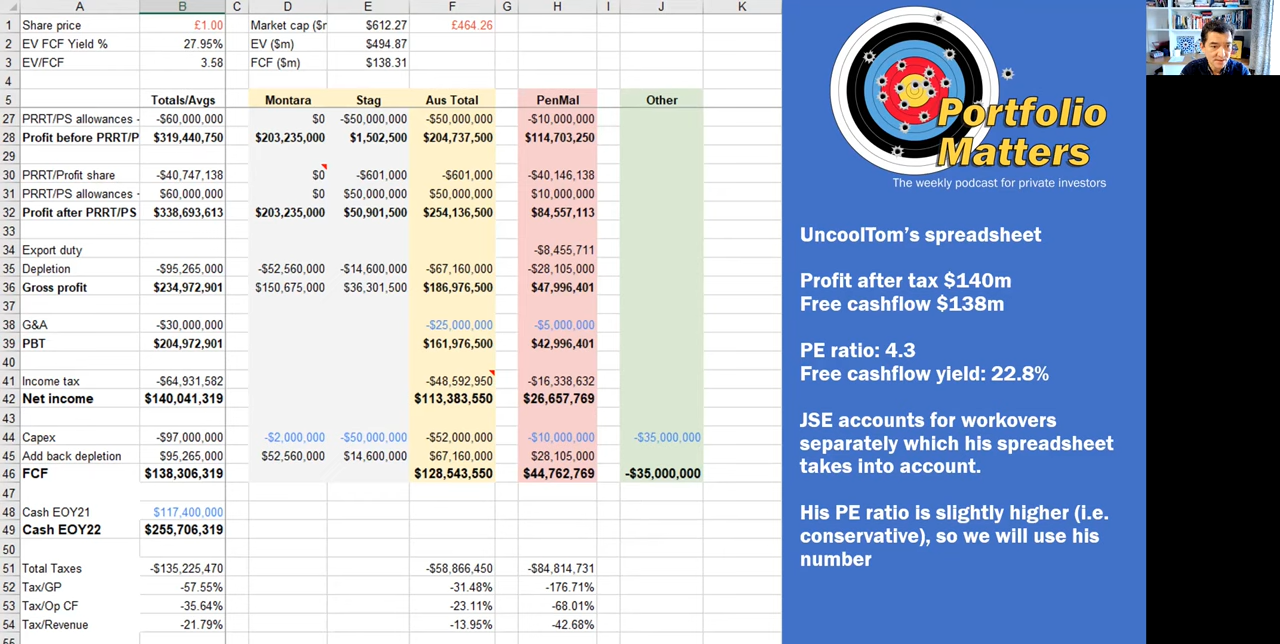 A B C D E F G H I J K
1 Share price £1.00 Market cap ($r $612.27 £464.26
2 EV FCF Yield % 27.95% EV ($m) $494.87
3 EV/FCF 3.58 FCF ($m) $138.31
4
5 Totals/Avgs Montara Stag Aus Total PenMal Other
27 PRRT/PS allowances - -$60,000,000 $0 -$50,000,000 -$50,000,000 -$10,000,000
28 Profit before PRRT/P $319,440,750 $203,235,000 $1,502,500 $204,737,500 $114,703,250
29
30 PRRT/Profit share -$40,747,138 $0 -$601,000 -$601,000 -$40,146,138
31 PRRT/PS allowances - $60,000,000 $0 $50,000,000 $50,000,000 $10,000,000
32 Profit after PRRT/PS $338,693,613 $203,235,000 $50,901,500 $254,136,500 $84,557,113
33
34 Export duty -$8,455,711
35 Depletion -$95,265,000 -$52,560,000 -$14,600,000 -$67,160,000 -$28,105,000
36 Gross profit $234,972,901 $150,675,000 $36,301,500 $186,976,500 $47,996,401
37
38 G&A -$30,000,000 -$25,000,000 -$5,000,000
39 PBT $204,972,901 $161,976,500 $42,996,401
40
41 Income tax -$64,931,582 -$48,592,950 -$16,338,632
42 Net income $140,041,319 $113,383,550 $26,657,769
43
44 Capex -$97,000,000 -$2,000,000 -$50,000,000 -$52,000,000 -$10,000,000 -$35,000,000
45 Add back depletion $95,265,000 $52,560,000 $14,600,000 $67,160,000 $28,105,000
46 FCF $138,306,319 $128,543,550 $44,762,769 -$35,000,000
47
48 Cash EOY21 $117,400,000
49 Cash EOY22 $255,706,319
50
51 Total Taxes -$135,225,470 -$58,866,450 -$84,814,731
52 Tax/GP -57.55% -31.48% -176.71%
53 Tax/Op CF -35.64% -23.11% -68.01%
54 Tax/Revenue -21.79% -13.95% -42.68%
55
Portfolio
Matters
The weekly podcast for private investors
UncoolTom's spreadsheet
Profit after tax $140m
Free cashflow $138m
PE ratio: 4.3
Free cashflow yield: 22.8%
JSE accounts for workovers
separately which his spreadsheet
takes into account.
His PE ratio is slightly higher (i.e.
conservative), so we will use his
number